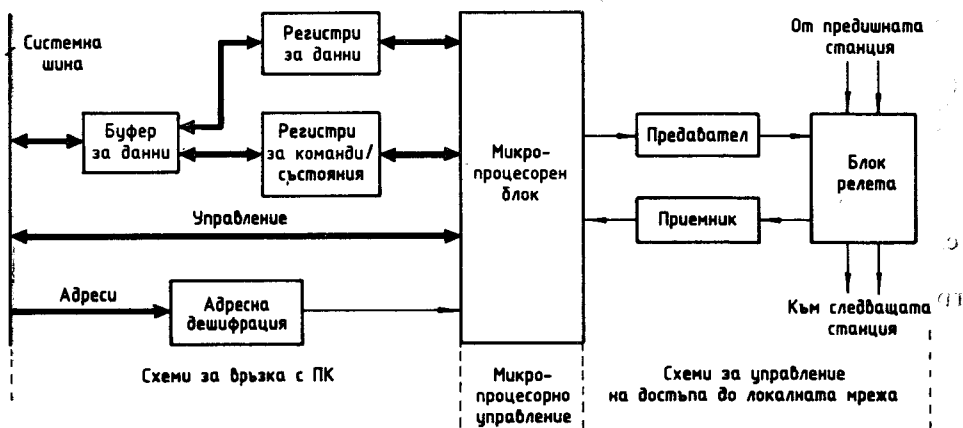 Системна
шина
Регистри
за данни
Буфер
за данни
Регистри
за команди/
състояния
Управление
Адреси
Адресна
дешифрация
Микро-
процесорен
блок
Предавател
Приемник
От предишната
станция
Блок
релета
Към следващата
станция
Схеми за връзка с ПК
Микро-
процесорно
управление
Схеми за управление
на достъпа до локалната мрежа